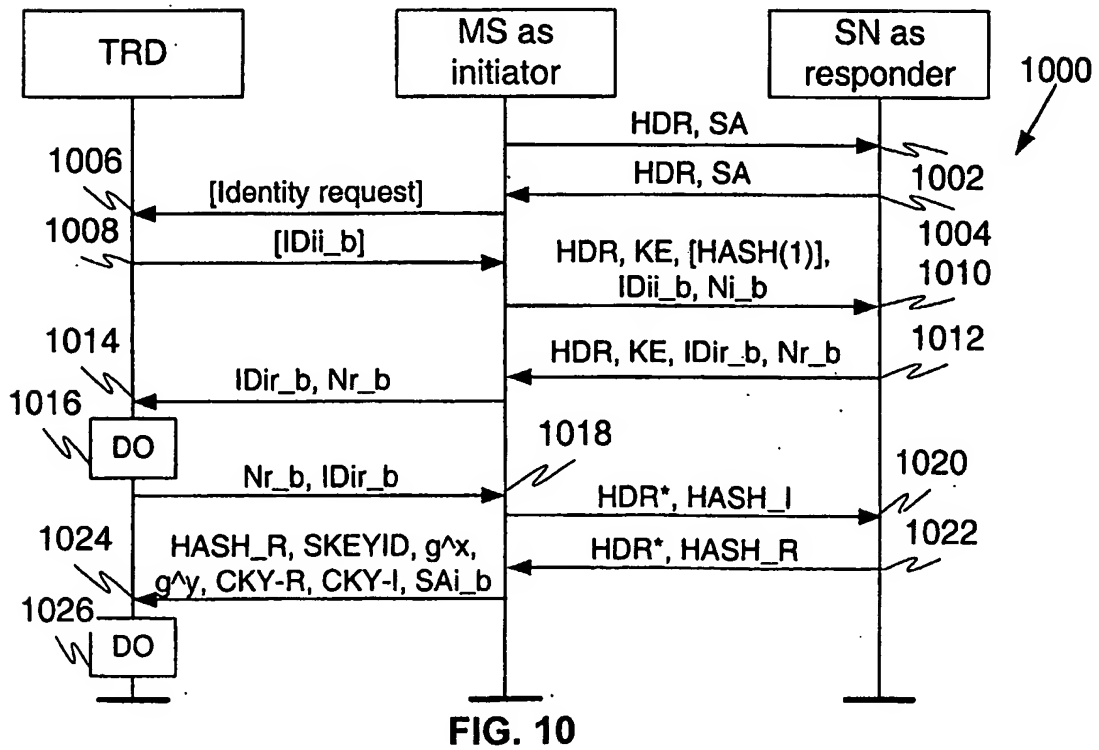 TRD
MS as
initiator
SN as
responder
1000
HDR, SA
1002
1006
HDR, SA
[Identity request]
1004
1008
[IDii_b]
HDR, KE, [HASH(1)],
IDii_b, Ni_b
1010
1014
HDR, KE, IDir_b, Nr_b
1012
IDir_b, Nr_b
1016
DO
1018
Nr_b, IDir_b
1020
HDR*, HASH_I
1024
HASH_R, SKEYID, g^x,
g^y, CKY-R, CKY-I, SAi_b
HDR*, HASH_R
1022
1026
DO
FIG. 10